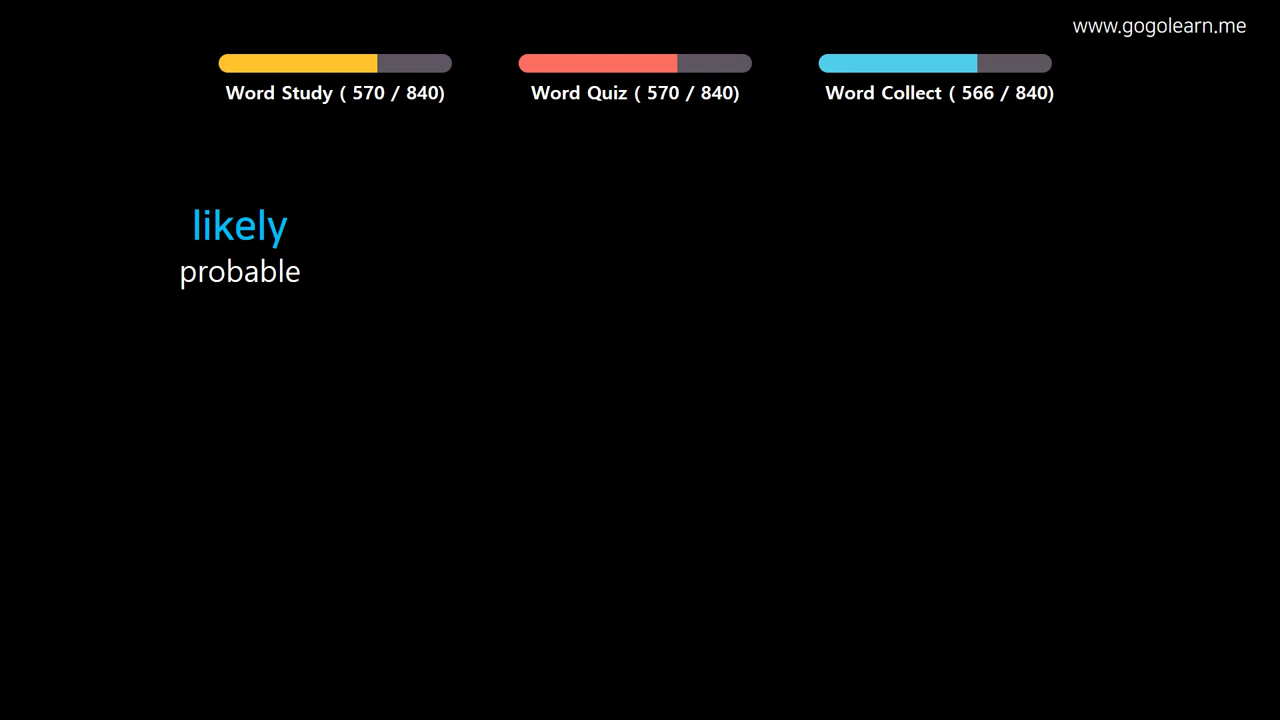 www.gogolearn.me
Word Study ( 570 / 840)
Word Quiz ( 570 / 840)
Word Collect ( 566 / 840)
likely
probable